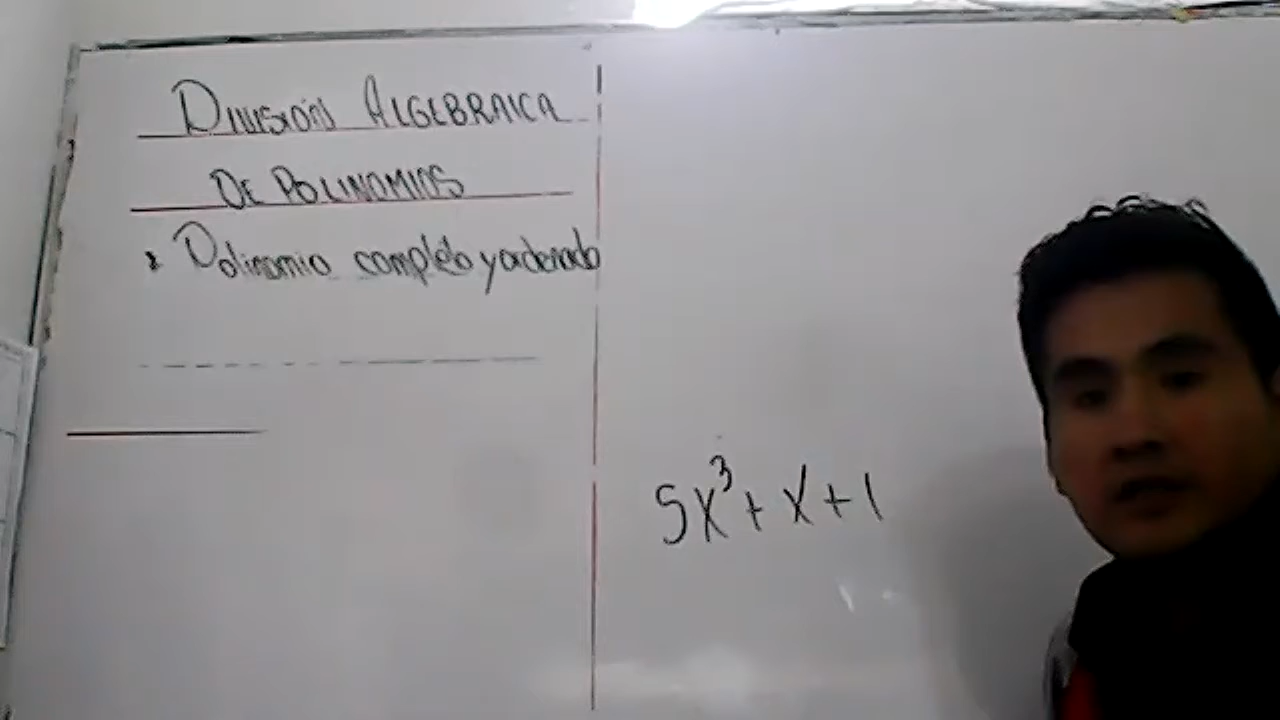 DIVISIÓN ALGEBRAICA
DE POLINOMIOS
* Polinomio completo y ordenado
5x³ + x + 1